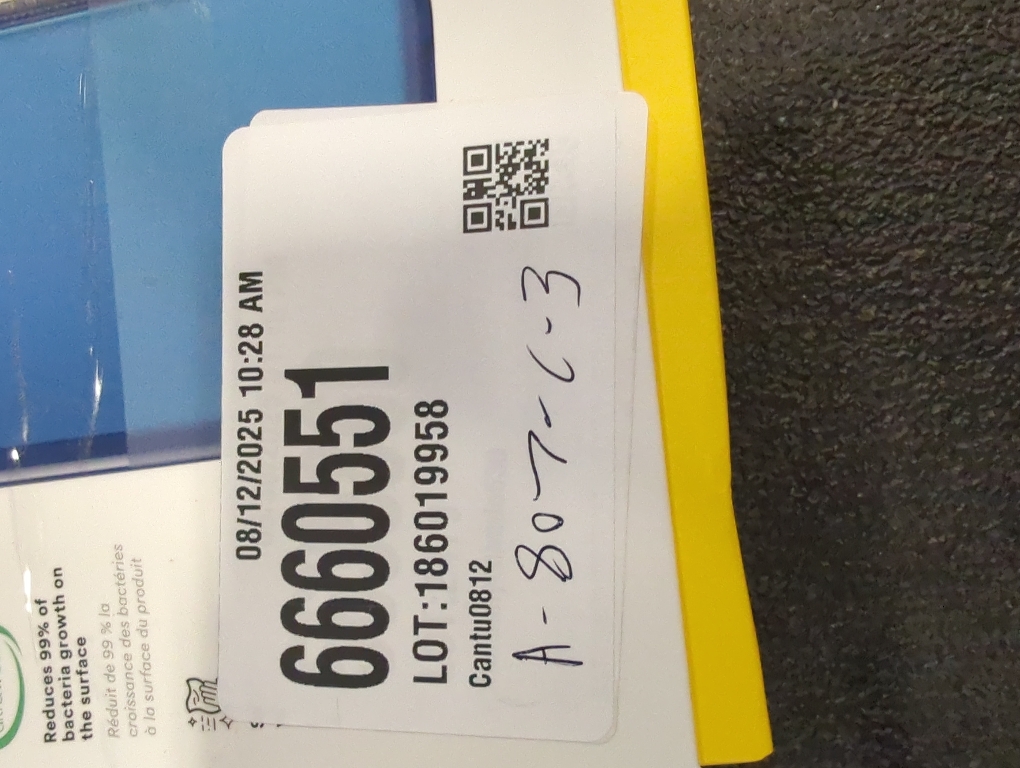 08/12/2025 10:28 AM
6660551
LOT:186019958
Cantu0812
A-807-C-3
Reduces 99% of
bacteria growth on
the surface
Réduit de 99 % la
croissance des bactéries
à la surface du produit